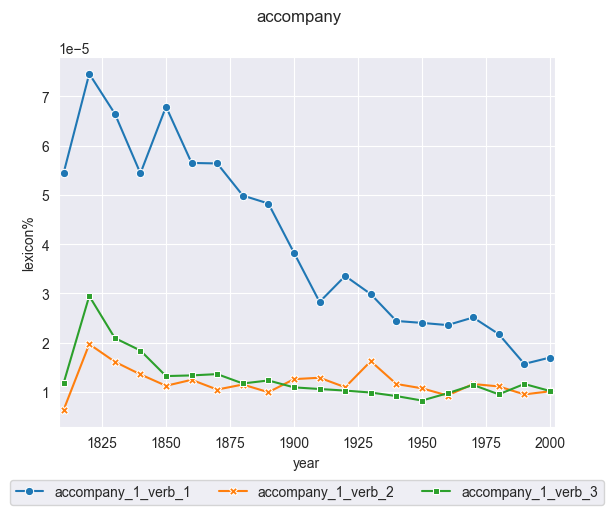 accompany
1e−5
7
6
5
4
3
2
1
lexicon%
1825 1850 1875 1900 1925 1950 1975 2000
year
accompany_1_verb_1 accompany_1_verb_2 accompany_1_verb_3